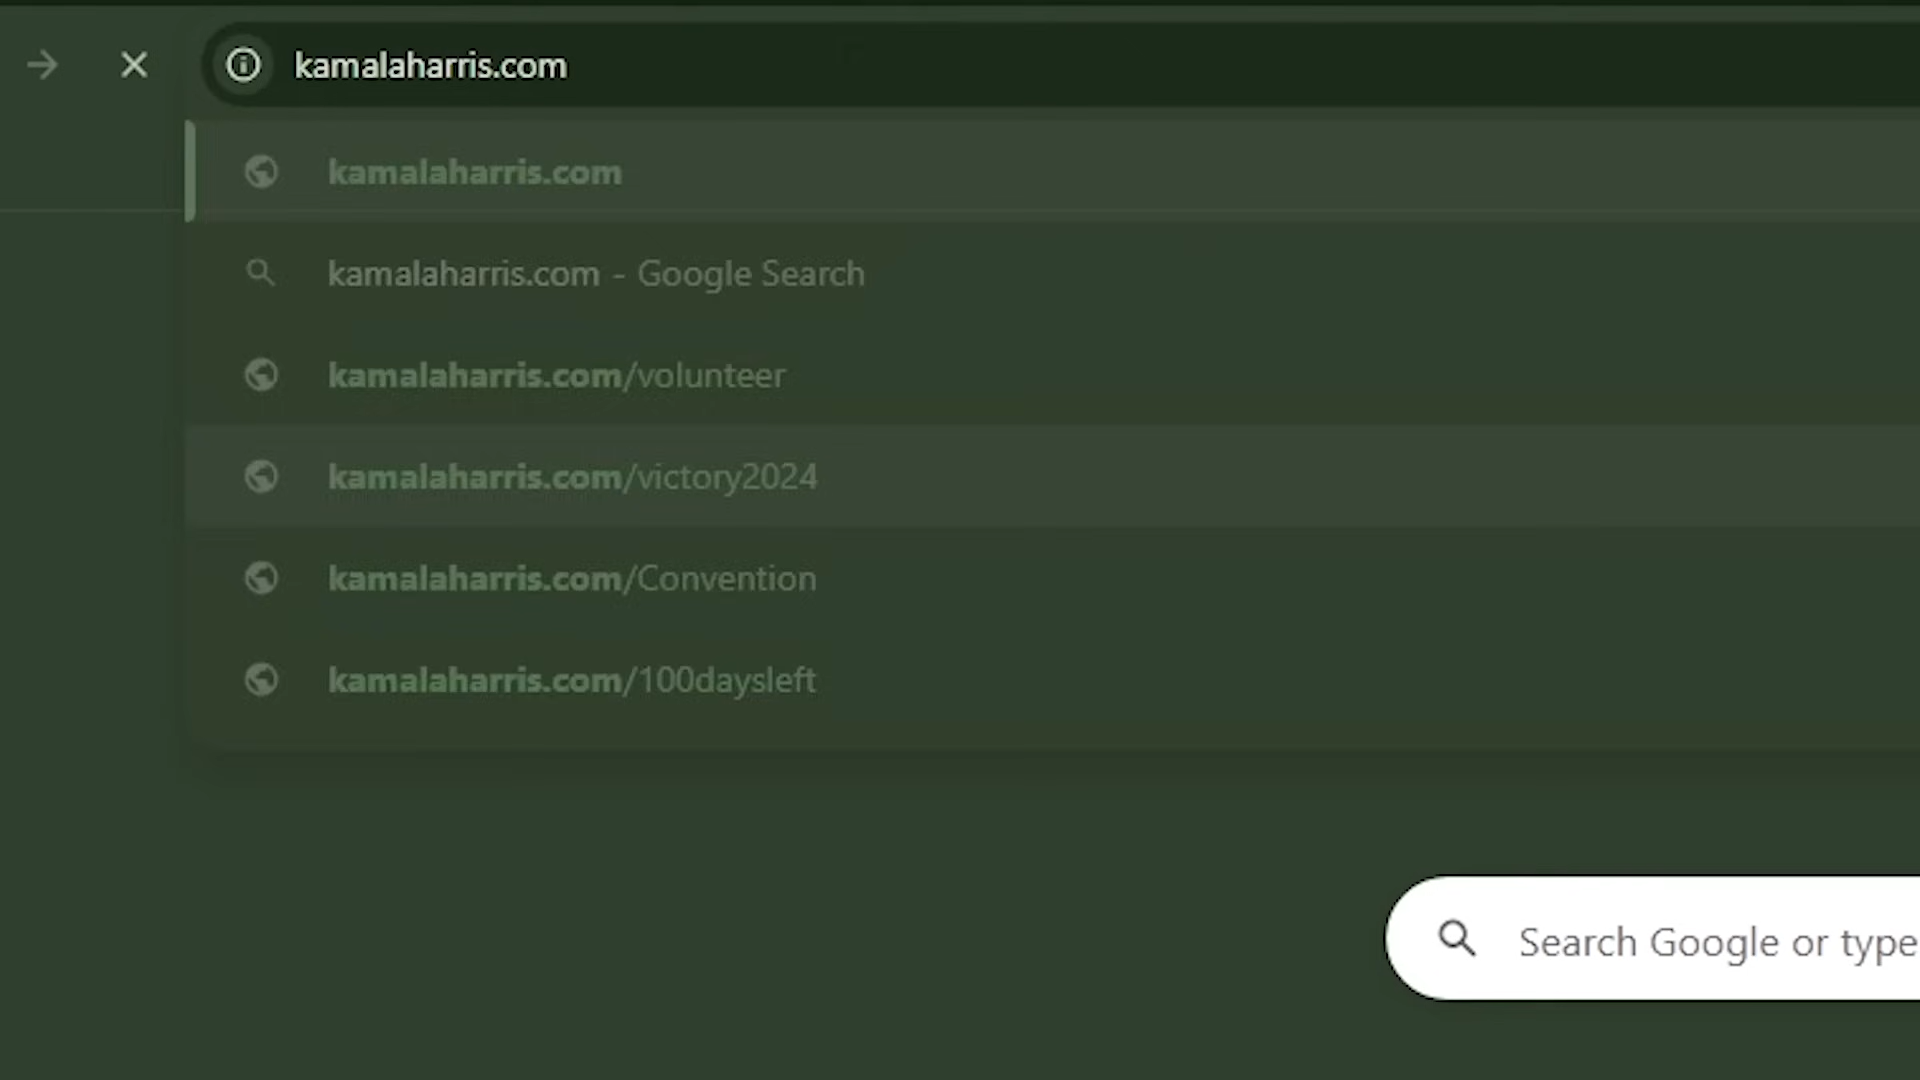 kamalaharris.com
kamalaharris.com
kamalaharris.com - Google Search
kamalaharris.com/volunteer
kamalaharris.com/victory2024
kamalaharris.com/Convention
kamalaharris.com/100daysleft
Search Google or type